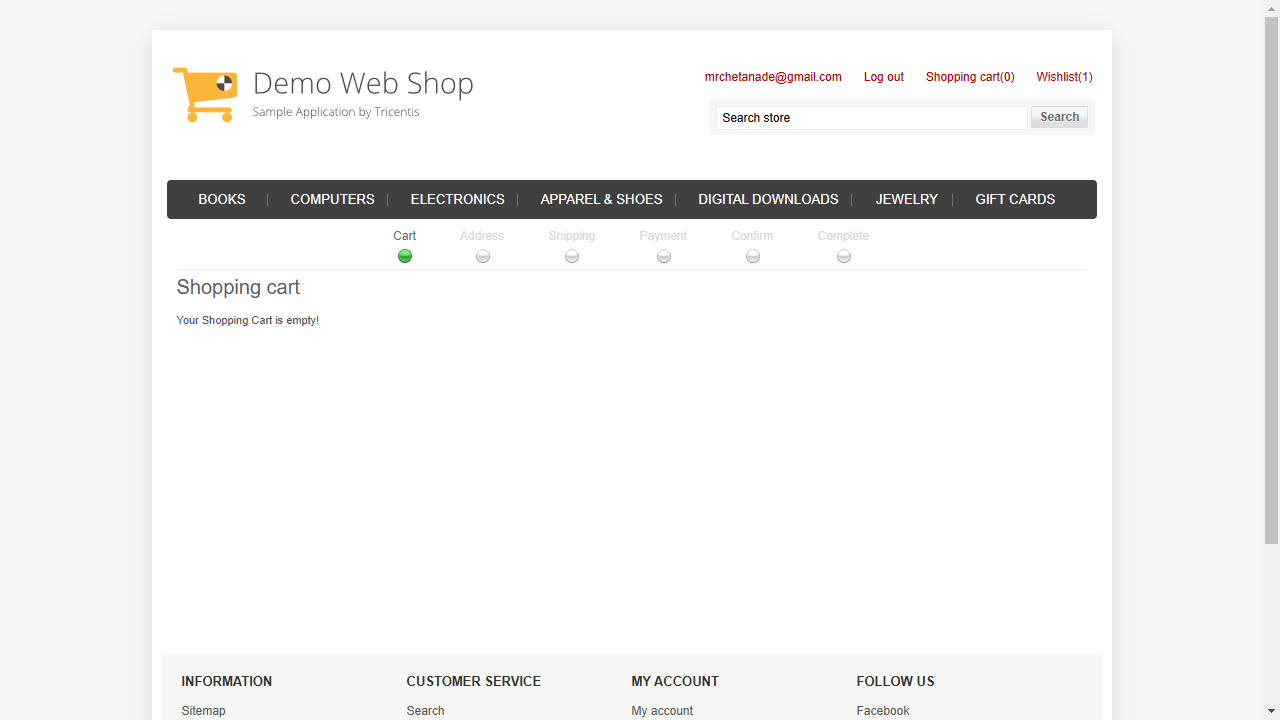 Demo Web Shop
Sample Application by Tricentis
mrchetanade@gmail.com Log out Shopping cart(0) Wishlist(1)
Search store Search
BOOKS COMPUTERS ELECTRONICS APPAREL & SHOES DIGITAL DOWNLOADS JEWELRY GIFT CARDS
Cart Address Shipping Payment Confirm Complete
Shopping cart
Your Shopping Cart is empty!
INFORMATION CUSTOMER SERVICE MY ACCOUNT FOLLOW US
Sitemap Search My account Facebook